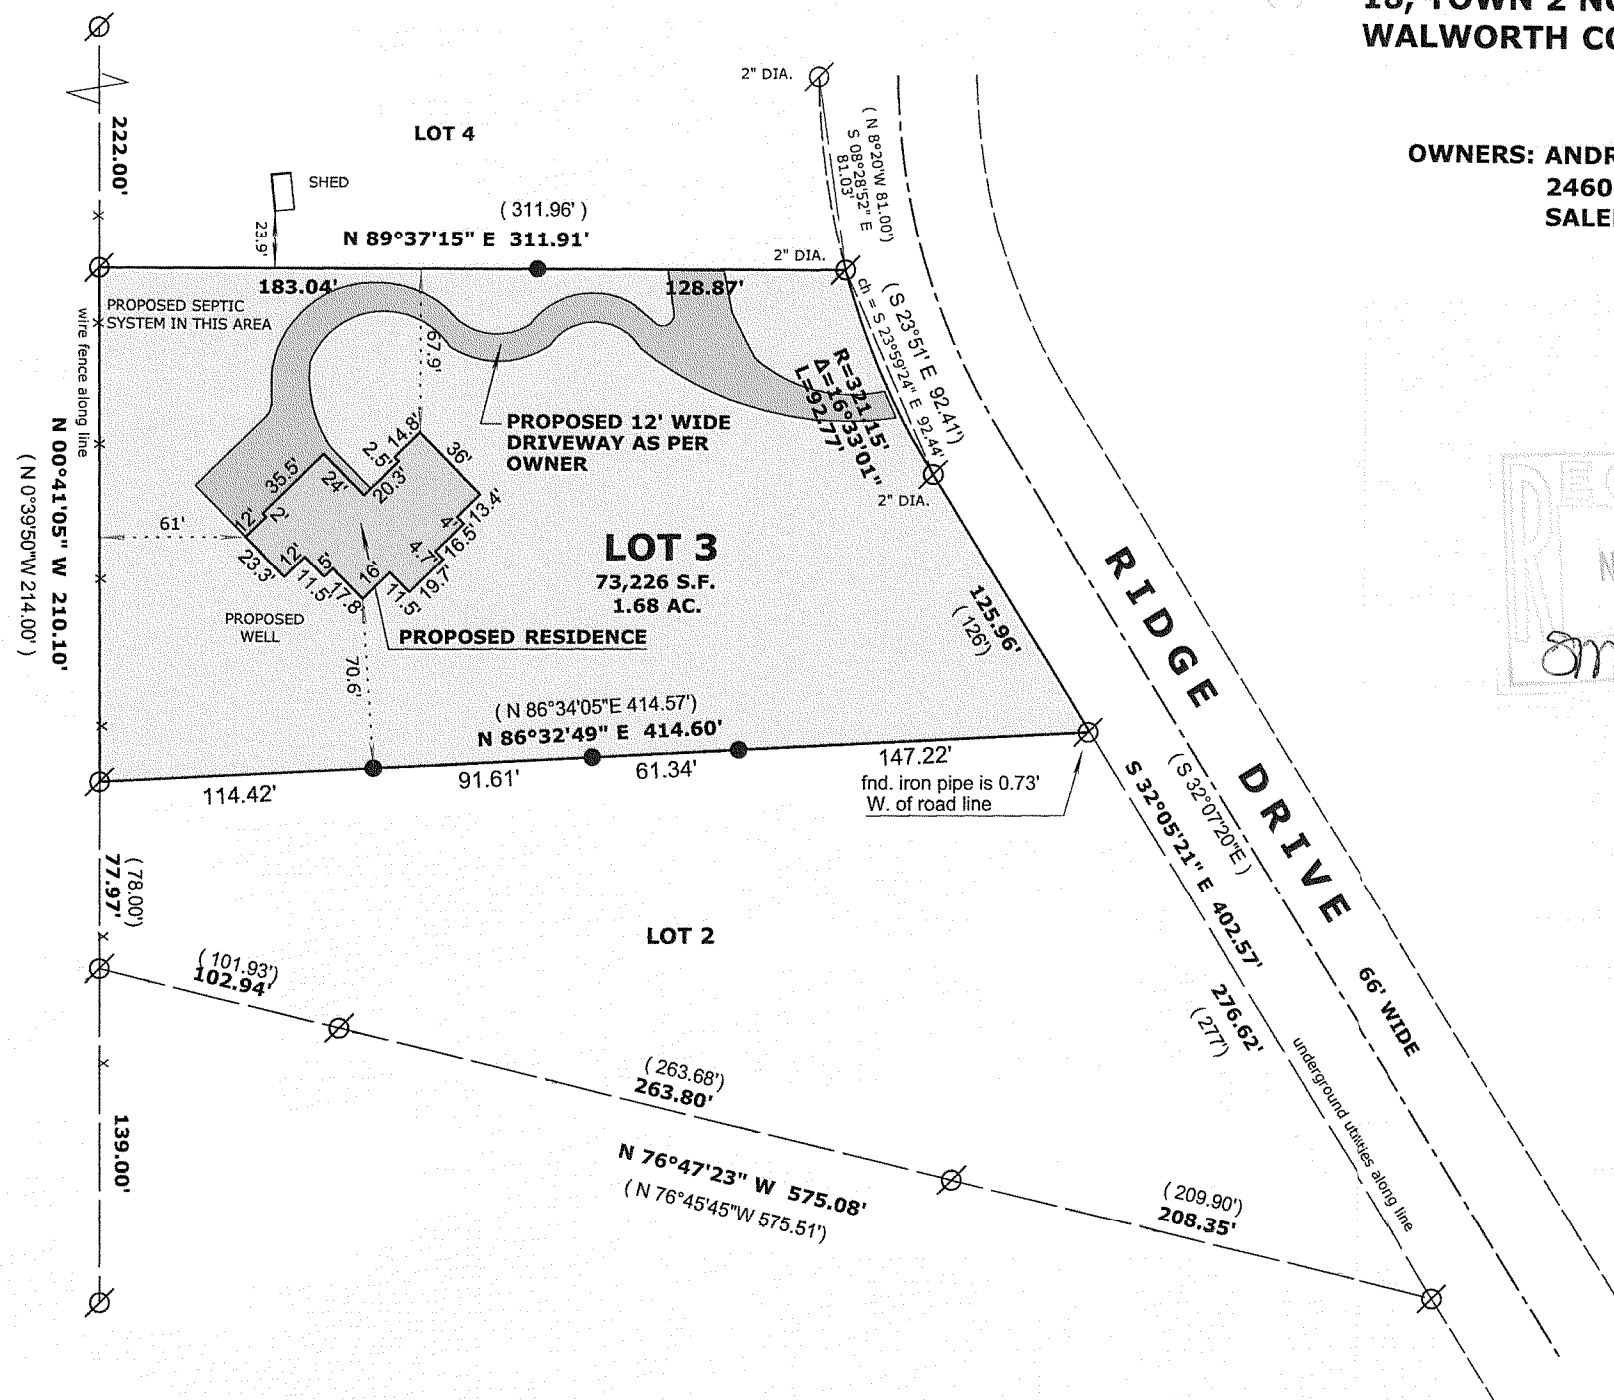 WALWORTH CO
OWNERS: ANDR
2460
SALE
2" DIA.
LOT 4
222.00'
SHED
23.9'
( N 8°20'W 81.00')
S 08°28'52" E
81.03'
( 311.96' )
N 89°37'15" E 311.91'
2" DIA.
183.04'
128.87'
PROPOSED SEPTIC
SYSTEM IN THIS AREA
wire fence along line
67.9'
( S 23°51' E 92.41')
ch = S 23°59'24" E 92.44'
R=321.15'
Δ=16°33'01"
L=92.77'
2" DIA.
PROPOSED 12' WIDE
DRIVEWAY AS PER
OWNER
N 00°41'05" W 210.10'
( N 0°39'50"W 214.00' )
14.8'
2.5'
36'
35.5'
24'
20.3'
13.4'
12'
2'
4'
16.5'
4.7'
61'
23.3'
12'
11.5'
5'
17.8'
16'
11.5'
19.7'
LOT 3
73,226 S.F.
1.68 AC.
PROPOSED
WELL
PROPOSED RESIDENCE
70.6'
125.96'
(126')
RIDGE DRIVE
66' WIDE
( N 86°34'05"E 414.57')
N 86°32'49" E 414.60'
114.42'
91.61'
61.34'
147.22'
fnd. iron pipe is 0.73'
W. of road line
S 32°05'21" E 402.57'
( S 32°07'20"E )
(78.00')
77.97'
LOT 2
( 101.93')
102.94'
276.62'
(277')
underground utilities along line
( 263.68')
263.80'
139.00'
N 76°47'23" W 575.08'
( N 76°45'45"W 575.51')
( 209.90')
208.35'